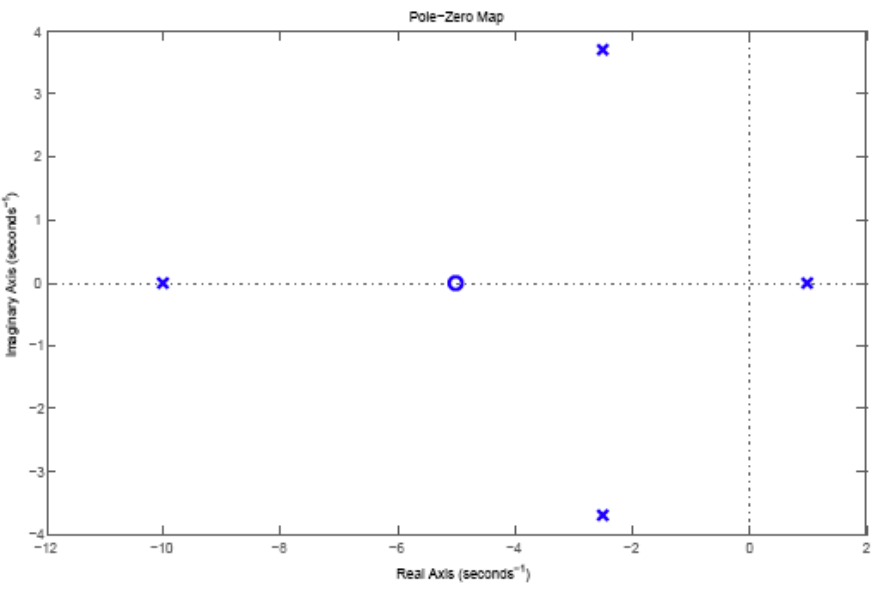 Pole-Zero Map
4
3
2
1
0
-1
-2
-3
-4
-12 -10 -8 -6 -4 -2 0 2
Imaginary Axis (seconds⁻¹)
Real Axis (seconds⁻¹)